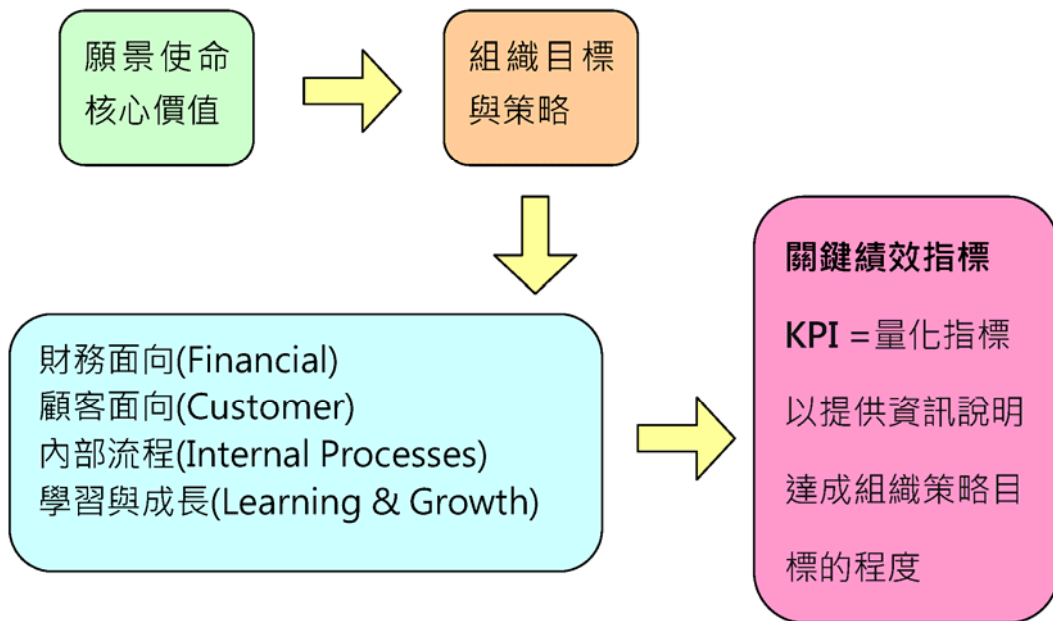 願景使命
核心價值
組織目標
與策略
財務面向(Financial)
顧客面向(Customer)
內部流程(Internal Processes)
學習與成長(Learning & Growth)
關鍵績效指標
KPI =量化指標
以提供資訊說明
達成組織策略目
標的程度